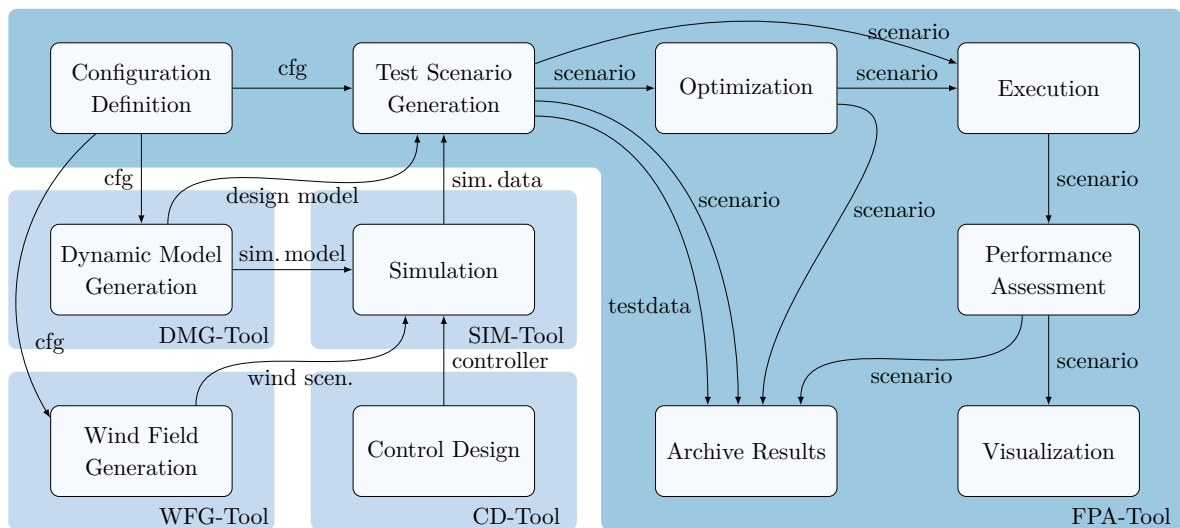 scenario
Configuration
Definition
cfg
Test Scenario
Generation
scenario
Optimization
scenario
Execution
cfg
design model
sim. data
scenario
scenario
scenario
Dynamic Model
Generation
sim. model
Simulation
Performance
Assessment
DMG-Tool
SIM-Tool
testdata
cfg
wind scen.
controller
scenario
scenario
Wind Field
Generation
Control Design
Archive Results
Visualization
WFG-Tool
CD-Tool
FPA-Tool